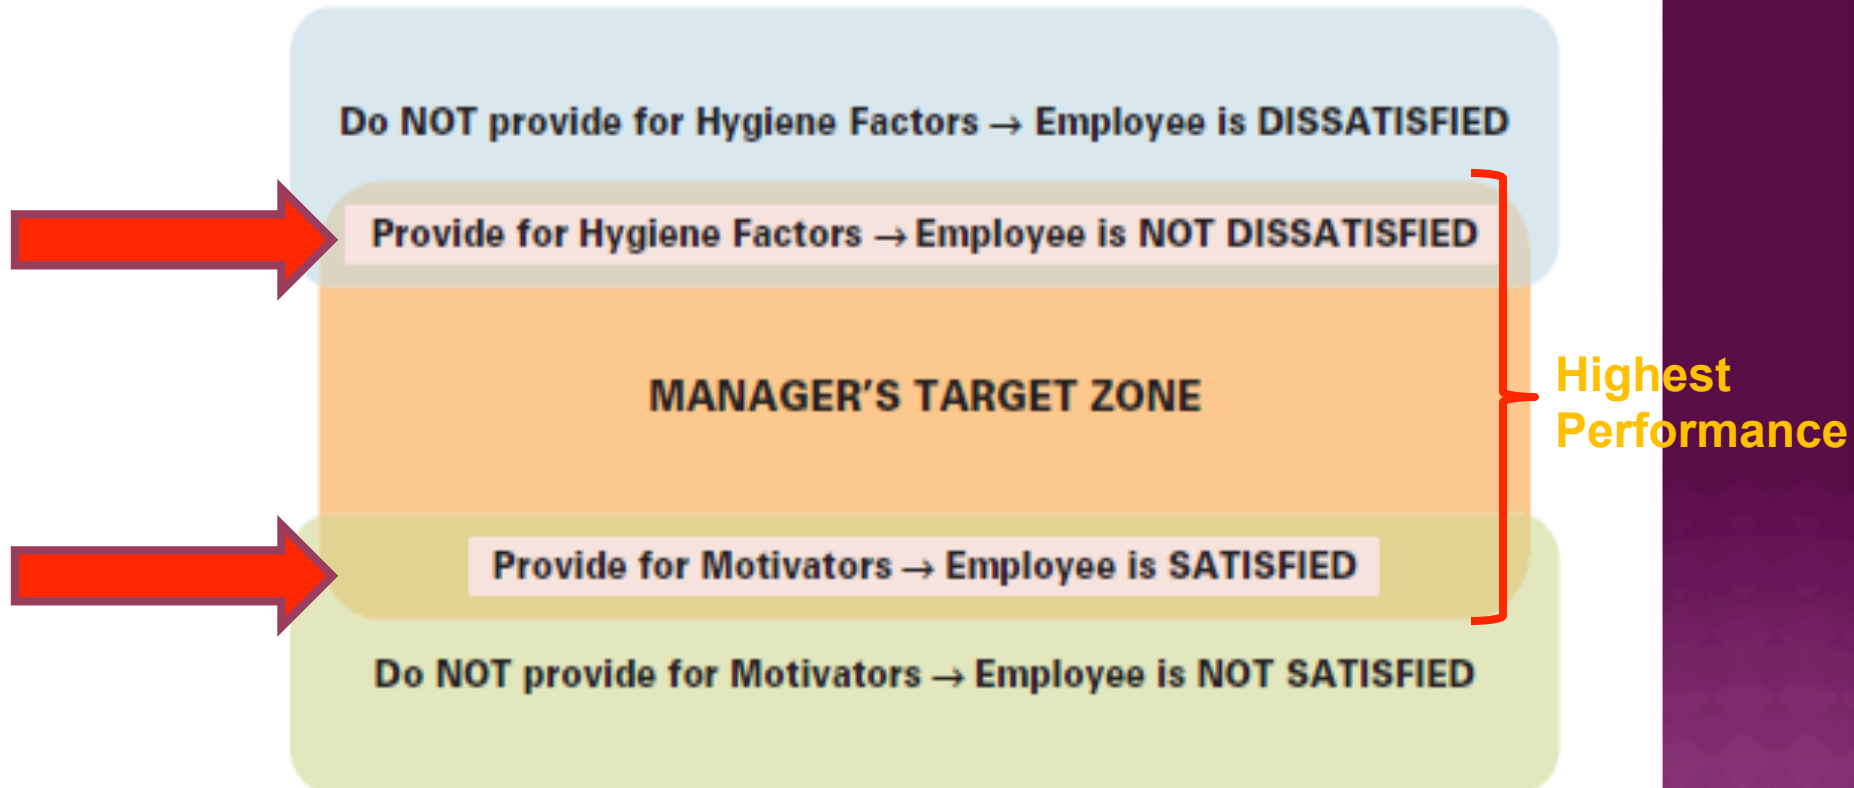 Do NOT provide for Hygiene Factors → Employee is DISSATISFIED
Provide for Hygiene Factors → Employee is NOT DISSATISFIED
MANAGER'S TARGET ZONE
Highest
Performance
Provide for Motivators → Employee is SATISFIED
Do NOT provide for Motivators → Employee is NOT SATISFIED